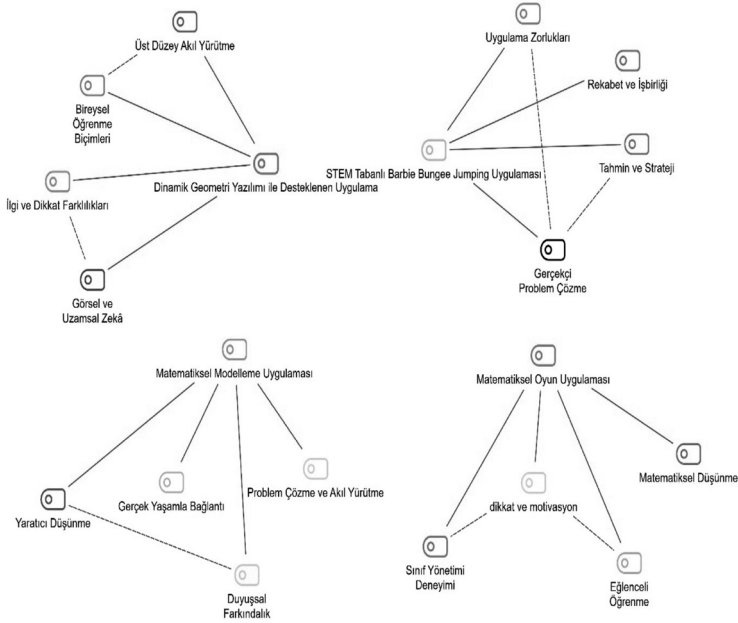 Üst Düzey Akıl Yürütme
Bireysel
Öğrenme
Biçimleri
Dinamik Geometri Yazılımı ile Desteklenen Uygulama
İlgi ve Dikkat Farklılıkları
Görsel ve
Uzamsal Zekâ
Uygulama Zorlukları
Rekabet ve İşbirliği
STEM Tabanlı Barbie Bungee Jumping Uygulaması
Tahmin ve Strateji
Gerçekçi
Problem Çözme
Matematiksel Modelleme Uygulaması
Problem Çözme ve Akıl Yürütme
Gerçek Yaşamla Bağlantı
Yaratıcı Düşünme
Duyuşsal
Farkındalık
Matematiksel Oyun Uygulaması
Matematiksel Düşünme
dikkat ve motivasyon
Sınıf Yönetimi
Deneyimi
Eğlenceli
Öğrenme